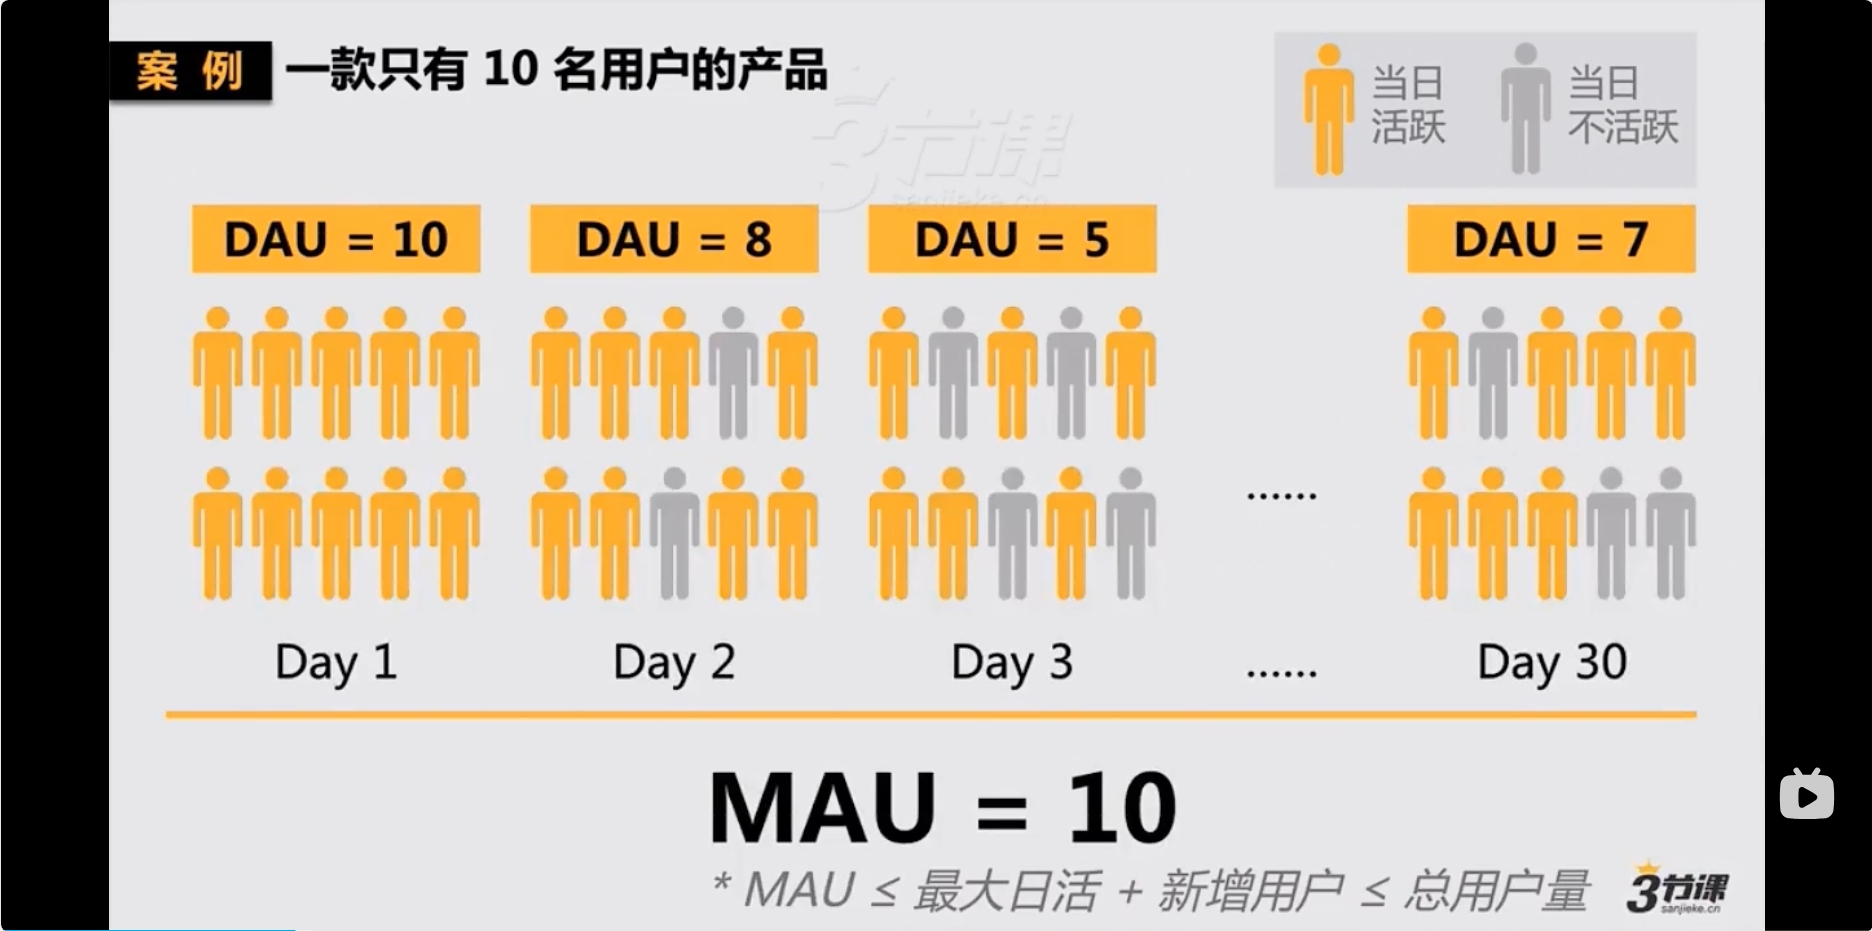 案 例 一款只有 10 名用户的产品
当日
活跃
当日
不活跃
3节课
sanjieke.cn
DAU = 10
DAU = 8
DAU = 5
DAU = 7
......
Day 1
Day 2
Day 3
......
Day 30
MAU = 10
* MAU ≤ 最大日活 + 新增用户 ≤ 总用户量
3节课
sanjieke.cn